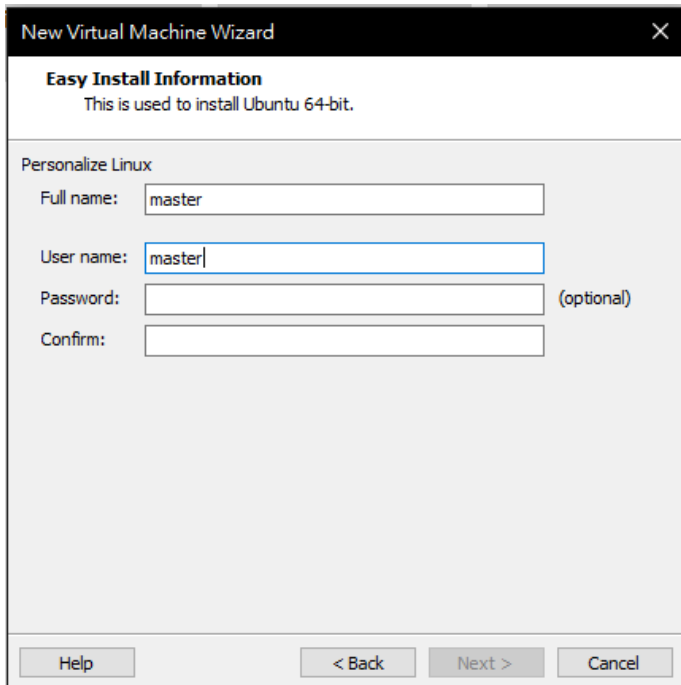 New Virtual Machine Wizard
Easy Install Information
This is used to install Ubuntu 64-bit.
Personalize Linux
Full name: master
User name: master
Password: (optional)
Confirm:
Help < Back Next > Cancel